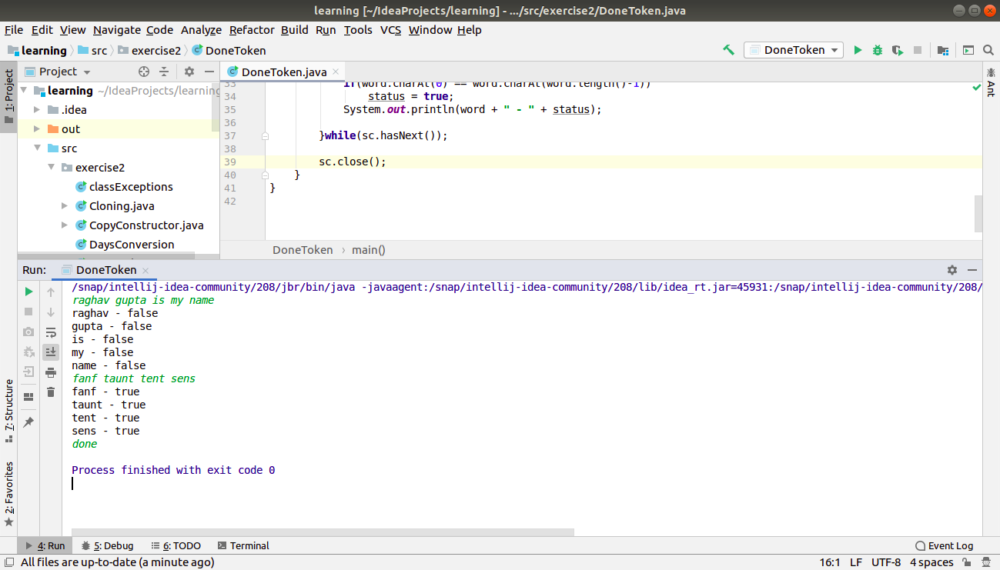 learning [~/IdeaProjects/learning] - .../src/exercise2/DoneToken.java
File Edit View Navigate Code Analyze Refactor Build Run Tools VCS Window Help
learning src exercise2 DoneToken DoneToken
1: Project
Project
DoneToken.java
Ant
learning ~/IdeaProjects/learning
.idea
out
src
exercise2
classExceptions
Cloning.java
CopyConstructor.java
DaysConversion
33 if(word.charAt(0) == word.charAt(word.length()-1))
34 status = true;
35 System.out.println(word + " - " + status);
36
37 }while(sc.hasNext());
38
39 sc.close();
40 }
41 }
42
DoneToken › main()
Run: DoneToken
/snap/intellij-idea-community/208/jbr/bin/java -javaagent:/snap/intellij-idea-community/208/lib/idea_rt.jar=45931:/snap/intellij-idea-community/208/
raghav gupta is my name
raghav - false
gupta - false
is - false
my - false
name - false
fanf taunt tent sens
fanf - true
taunt - true
tent - true
sens - true
done
Process finished with exit code 0
7: Structure
2: Favorites
4: Run 5: Debug 6: TODO Terminal Event Log
All files are up-to-date (a minute ago) 16:1 LF UTF-8 4 spaces